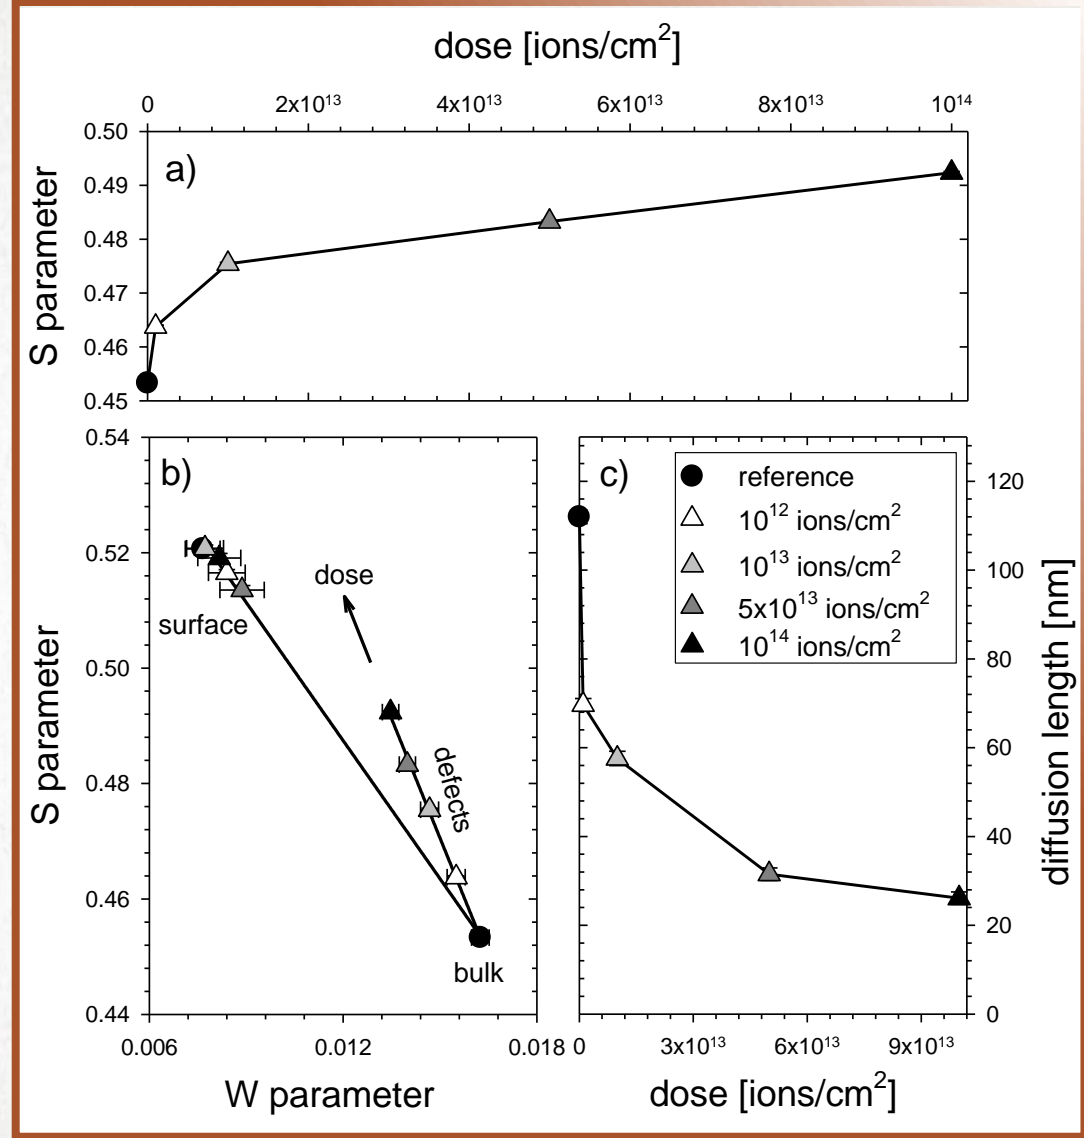 dose [ions/cm²]
0 2x10¹³ 4x10¹³ 6x10¹³ 8x10¹³ 10¹⁴
a)
S parameter
0.50
0.49
0.48
0.47
0.46
0.45
b)
S parameter
0.54
0.52
0.50
0.48
0.46
0.44
dose
surface
defects
bulk
0.006 0.012 0.018
W parameter
c)
reference
10¹² ions/cm²
10¹³ ions/cm²
5x10¹³ ions/cm²
10¹⁴ ions/cm²
120
100
80
60
40
20
0
diffusion length [nm]
0 3x10¹³ 6x10¹³ 9x10¹³
dose [ions/cm²]